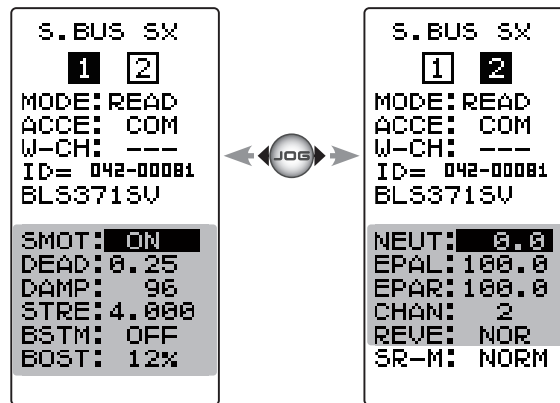 S.BUS SX
1 2
MODE:READ
ACCE: COM
W-CH: ---
ID= 042-00081
BLS371SV
SMOT: ON
DEAD:0.25
DAMP: 96
STRE:4.000
BSTM: OFF
BOST: 12%
JOG
S.BUS SX
1 2
MODE:READ
ACCE: COM
W-CH: ---
ID= 042-00081
BLS371SV
NEUT: 0.0
EPAL:100.0
EPAR:100.0
CHAN: 2
REVE: NOR
SR-M: NORM